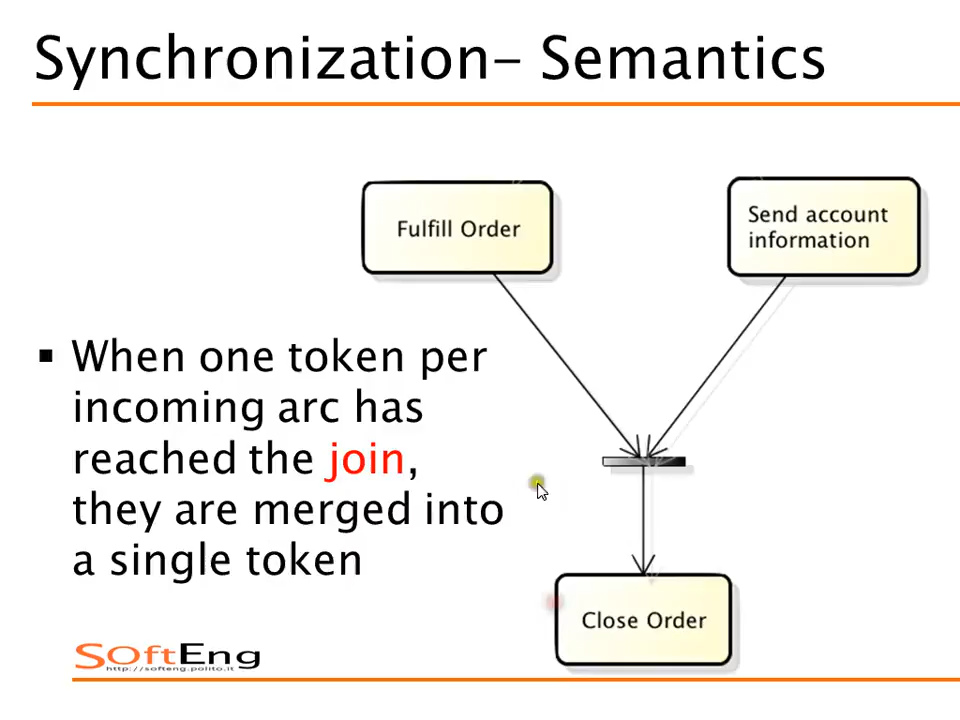 Synchronization- Semantics
Fulfill Order
Send account
information
When one token per
incoming arc has
reached the join,
they are merged into
a single token
Close Order
SoftEng
http://softeng.polito.it